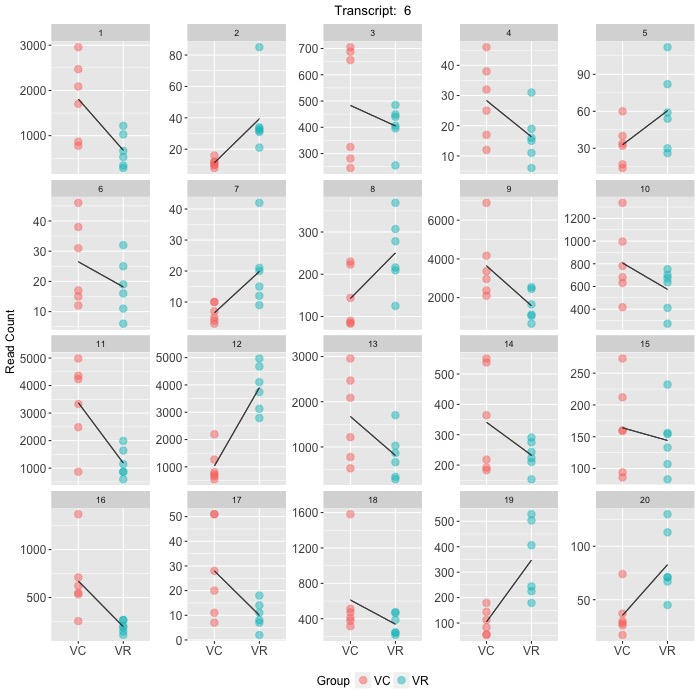 Transcript: 6
1 2 3 4 5
3000 2000 1000
80 60 40 20
700 600 500 400 300
40 30 20 10
90 60 30
6 7 8 9 10
40 30 20 10
40 30 20 10
300 200 100
6000 4000 2000
1200 1000 800 600 400
Read Count
11 12 13 14 15
5000 4000 3000 2000 1000
5000 4000 3000 2000 1000
3000 2000 1000
500 400 300 200
250 200 150 100
16 17 18 19 20
1000 500
50 40 30 20 10 0
1600 1200 800 400
500 400 300 200 100
100 50
VC VR VC VR VC VR VC VR VC VR
Group VC VR